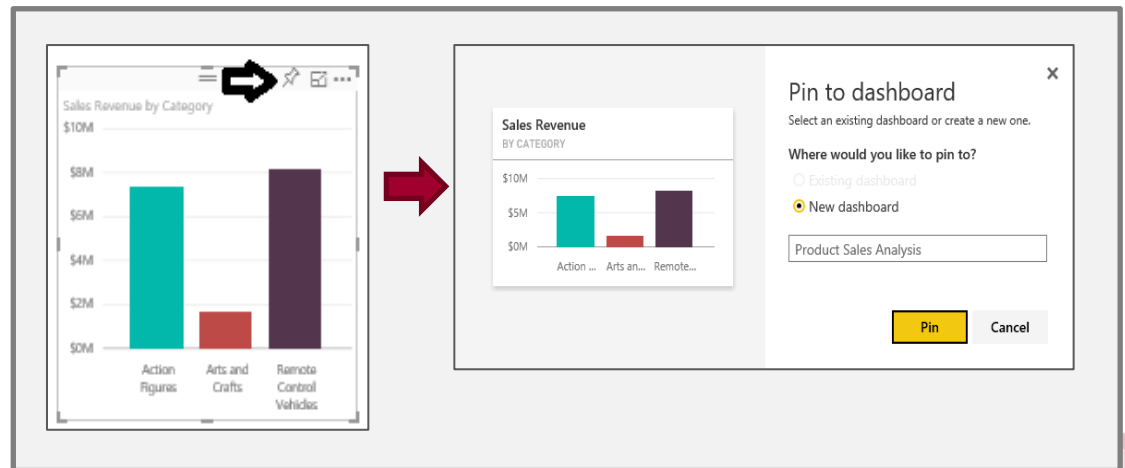 Sales Revenue by Category
$10M
$8M
$6M
$4M
$2M
$0M
Action Figures
Arts and Crafts
Remote Control Vehicles
Sales Revenue
BY CATEGORY
$10M
$5M
$0M
Action ... Arts an... Remote...
Pin to dashboard
Select an existing dashboard or create a new one.
Where would you like to pin to?
Existing dashboard
New dashboard
Product Sales Analysis
Pin Cancel